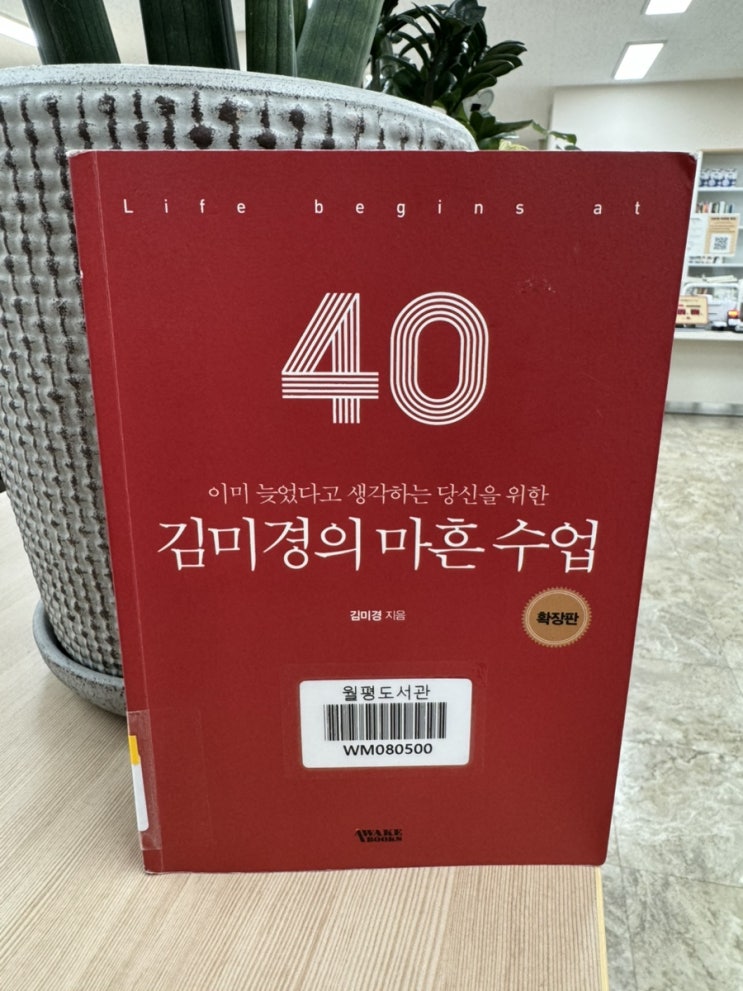 Life begins at
40
이미 늦었다고 생각하는 당신을 위한
김미경의 마흔 수업
김미경 지음
확장판
월평도서관
WM080500
AWAKE
BOOKS